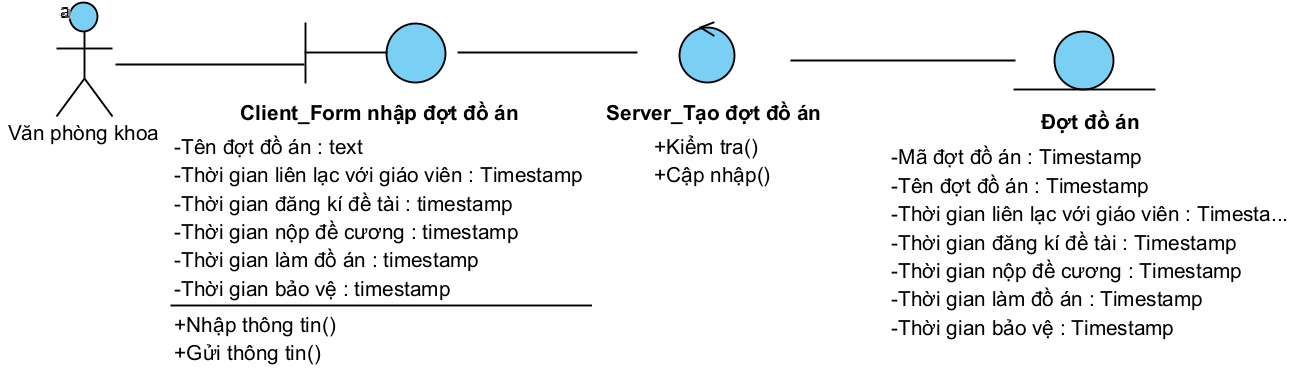 a
Văn phòng khoa
Client_Form nhập đợt đồ án
-Tên đợt đồ án : text
-Thời gian liên lạc với giáo viên : Timestamp
-Thời gian đăng kí đề tài : timestamp
-Thời gian nộp đề cương : timestamp
-Thời gian làm đồ án : timestamp
-Thời gian bảo vệ : timestamp
+Nhập thông tin()
+Gửi thông tin()
Server_Tạo đợt đồ án
+Kiểm tra()
+Cập nhập()
Đợt đồ án
-Mã đợt đồ án : Timestamp
-Tên đợt đồ án : Timestamp
-Thời gian liên lạc với giáo viên : Timesta...
-Thời gian đăng kí đề tài : Timestamp
-Thời gian nộp đề cương : Timestamp
-Thời gian làm đồ án : Timestamp
-Thời gian bảo vệ : Timestamp